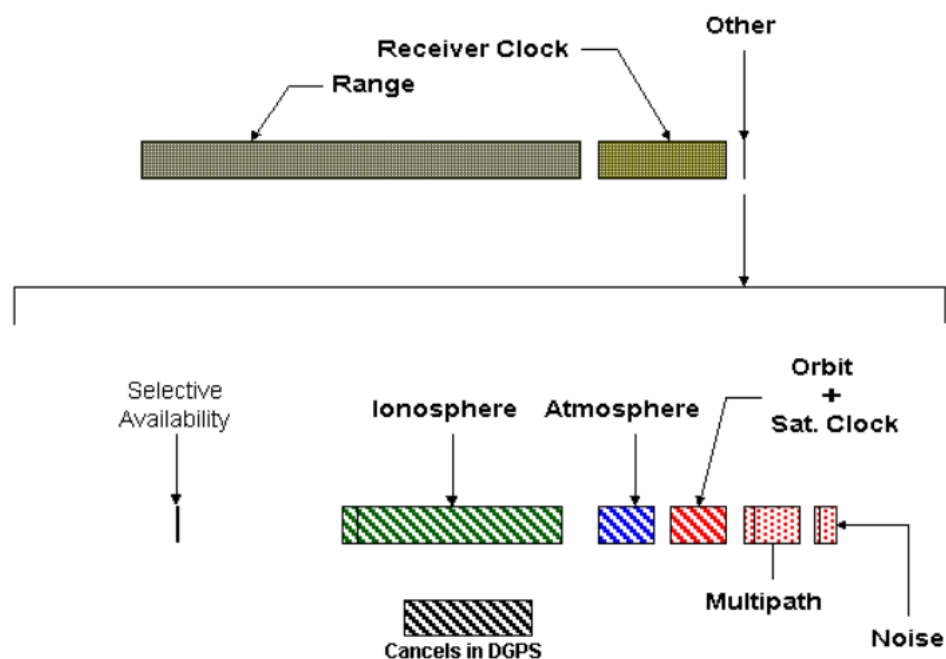 Other
Receiver Clock
Range
Orbit
+
Sat. Clock
Selective
Availability
Ionosphere
Atmosphere
Multipath
Noise
Cancels in DGPS